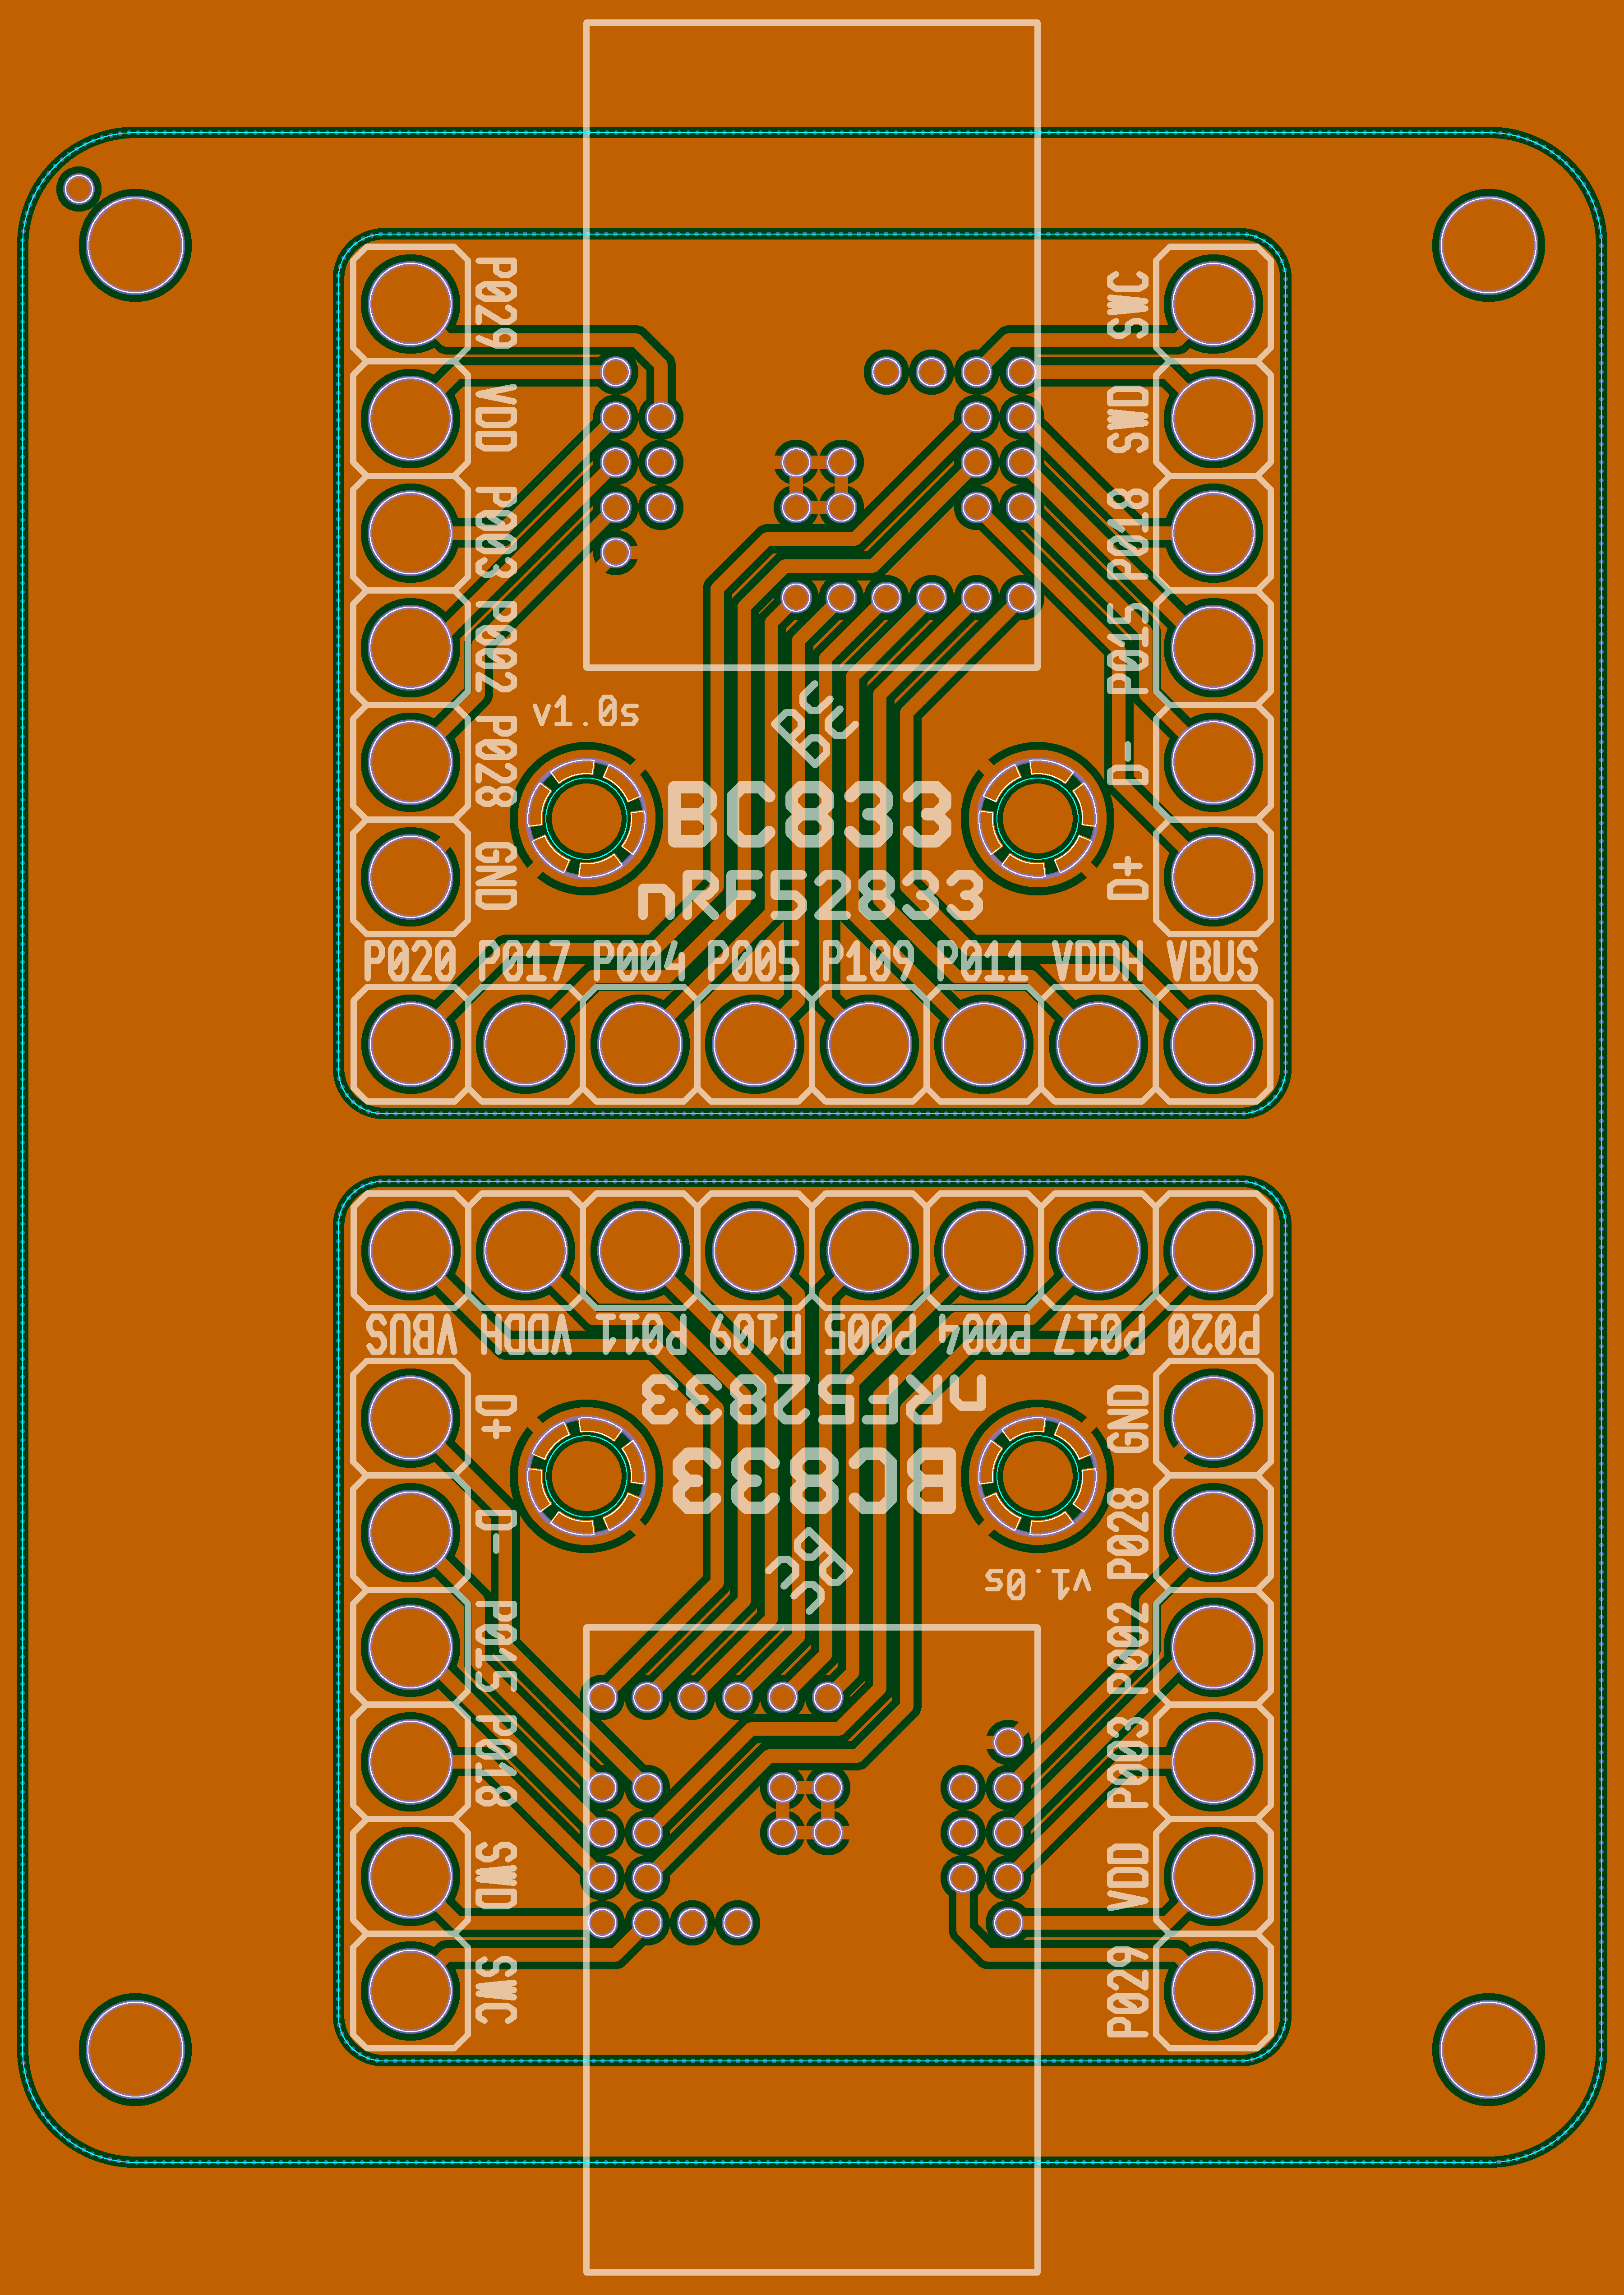 P029
SWC
VDD
SWD
P003
P018
P002
P015
v1.0s
P028
D-
BC833
GND
nRF52833
D+
P020 P017 P004 P005 P109 P011 VDDH VBUS
VBUS VDDH P011 P109 P005 P004 P017 P020
D+
nRF52833
GND
BC833
D-
P028
v1.0s
P015
P002
P018
P003
SWD
VDD
SWC
P029